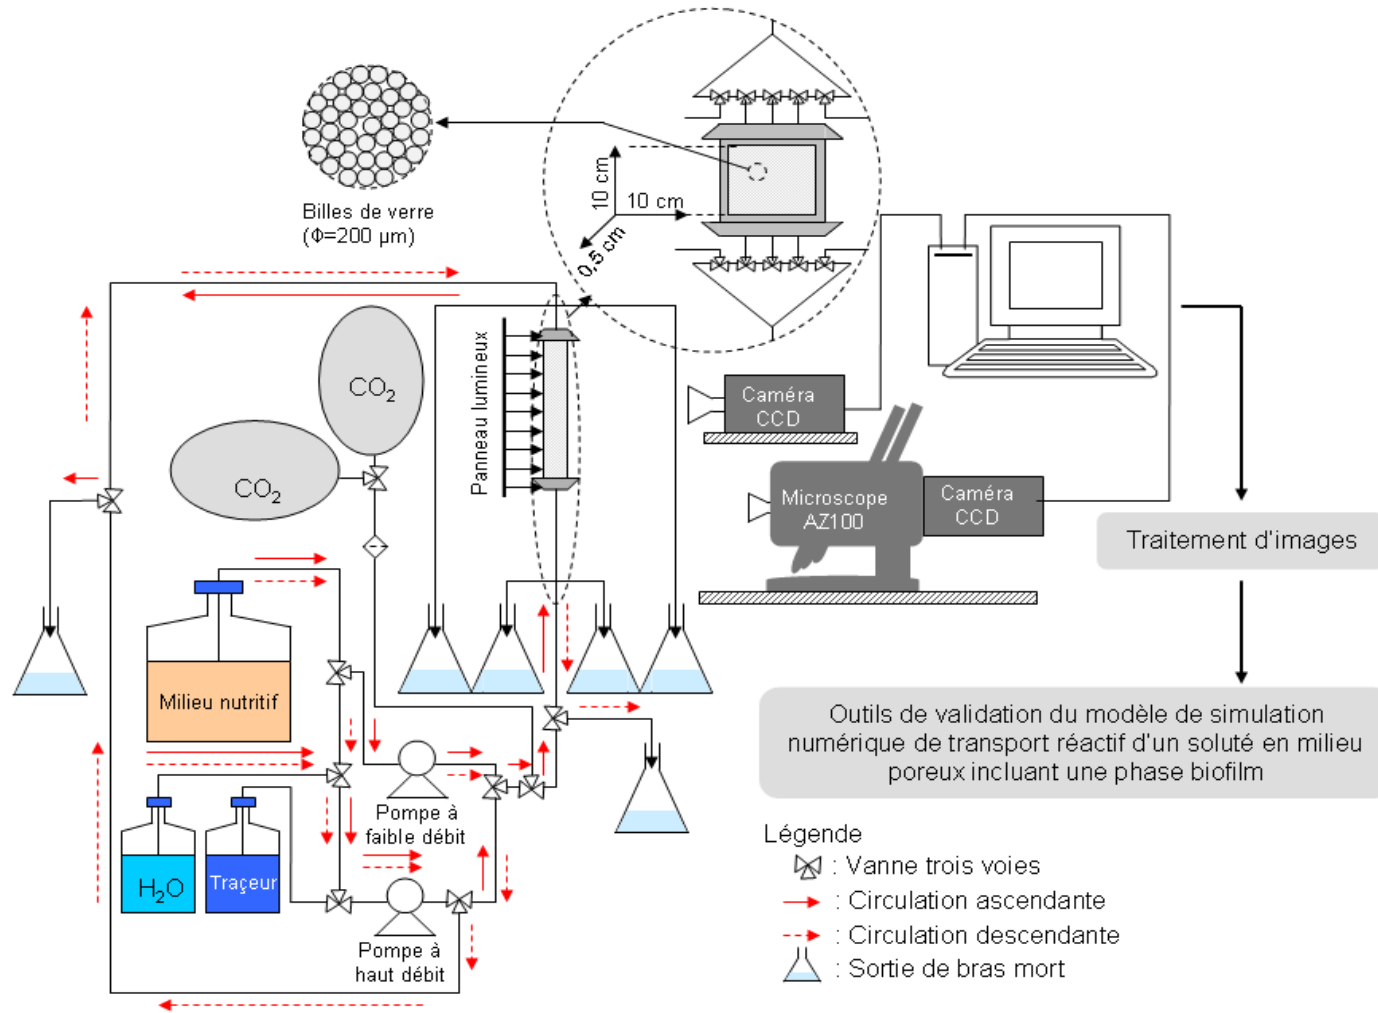 Billes de verre
(Φ=200 µm)
10 cm
10 cm
0,5 cm
CO2
CO2
Panneau lumineux
Caméra
CCD
Microscope
AZ100
Caméra
CCD
Traitement d'images
Milieu nutritif
Outils de validation du modèle de simulation
numérique de transport réactif d'un soluté en milieu
poreux incluant une phase biofilm
Pompe à
faible débit
H2O
Traçeur
Pompe à
haut débit
Légende
: Vanne trois voies
: Circulation ascendante
: Circulation descendante
: Sortie de bras mort